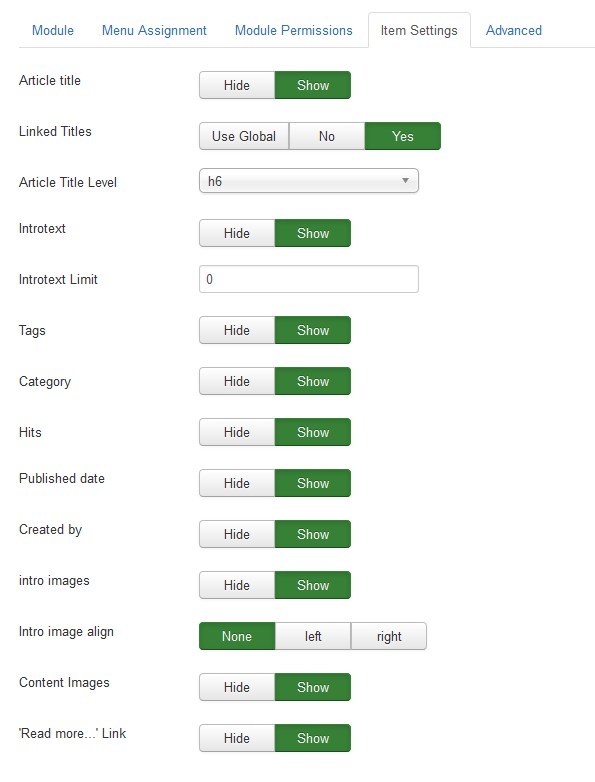 Module Menu Assignment Module Permissions Item Settings Advanced
Article title Hide Show
Linked Titles Use Global No Yes
Article Title Level h6
Introtext Hide Show
Introtext Limit 0
Tags Hide Show
Category Hide Show
Hits Hide Show
Published date Hide Show
Created by Hide Show
intro images Hide Show
Intro image align None left right
Content Images Hide Show
'Read more...' Link Hide Show